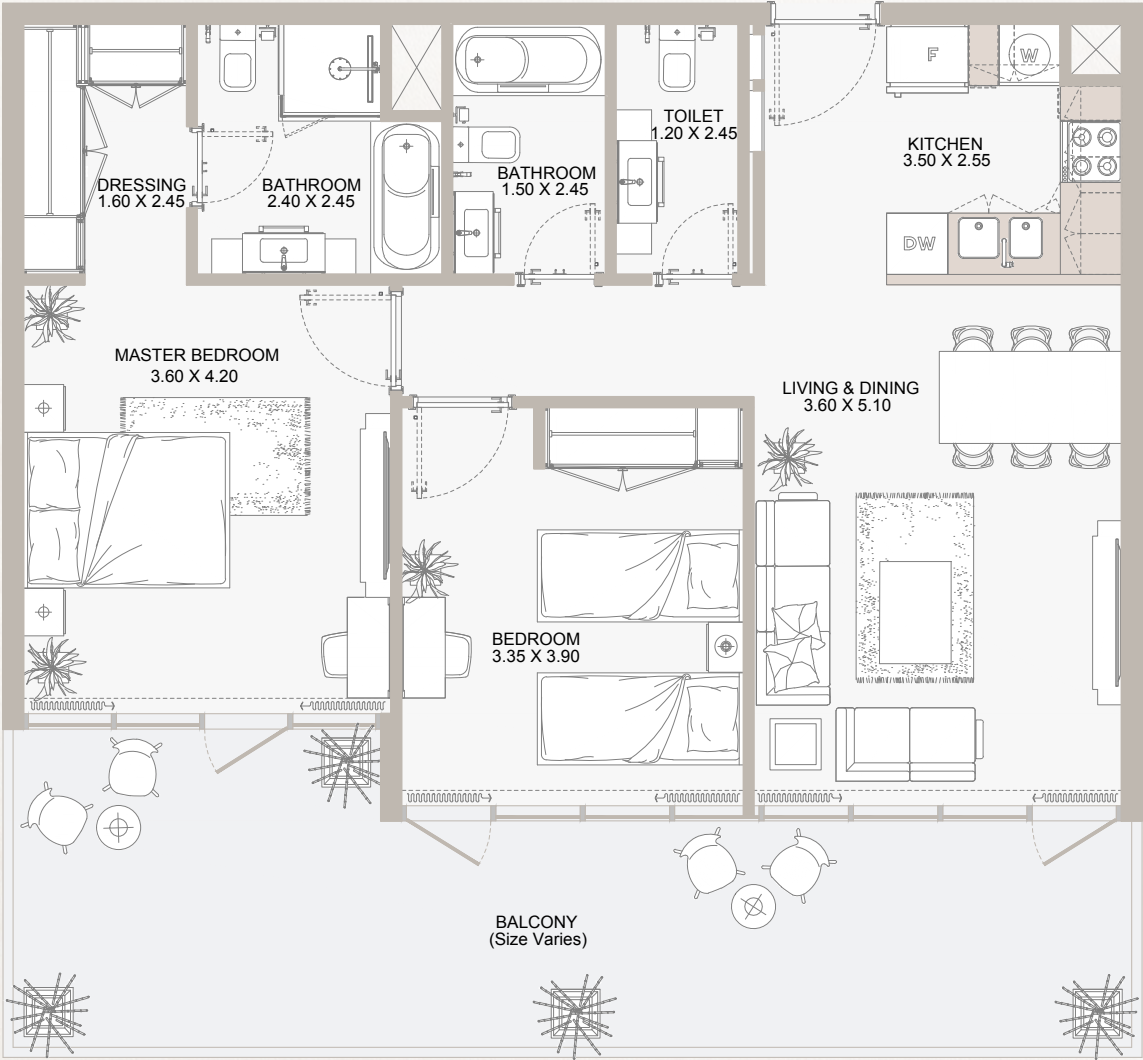 F
W
TOILET
1.20 X 2.45
KITCHEN
3.50 X 2.55
DRESSING
1.60 X 2.45
BATHROOM
2.40 X 2.45
BATHROOM
1.50 X 2.45
DW
MASTER BEDROOM
3.60 X 4.20
LIVING & DINING
3.60 X 5.10
BEDROOM
3.35 X 3.90
BALCONY
(Size Varies)